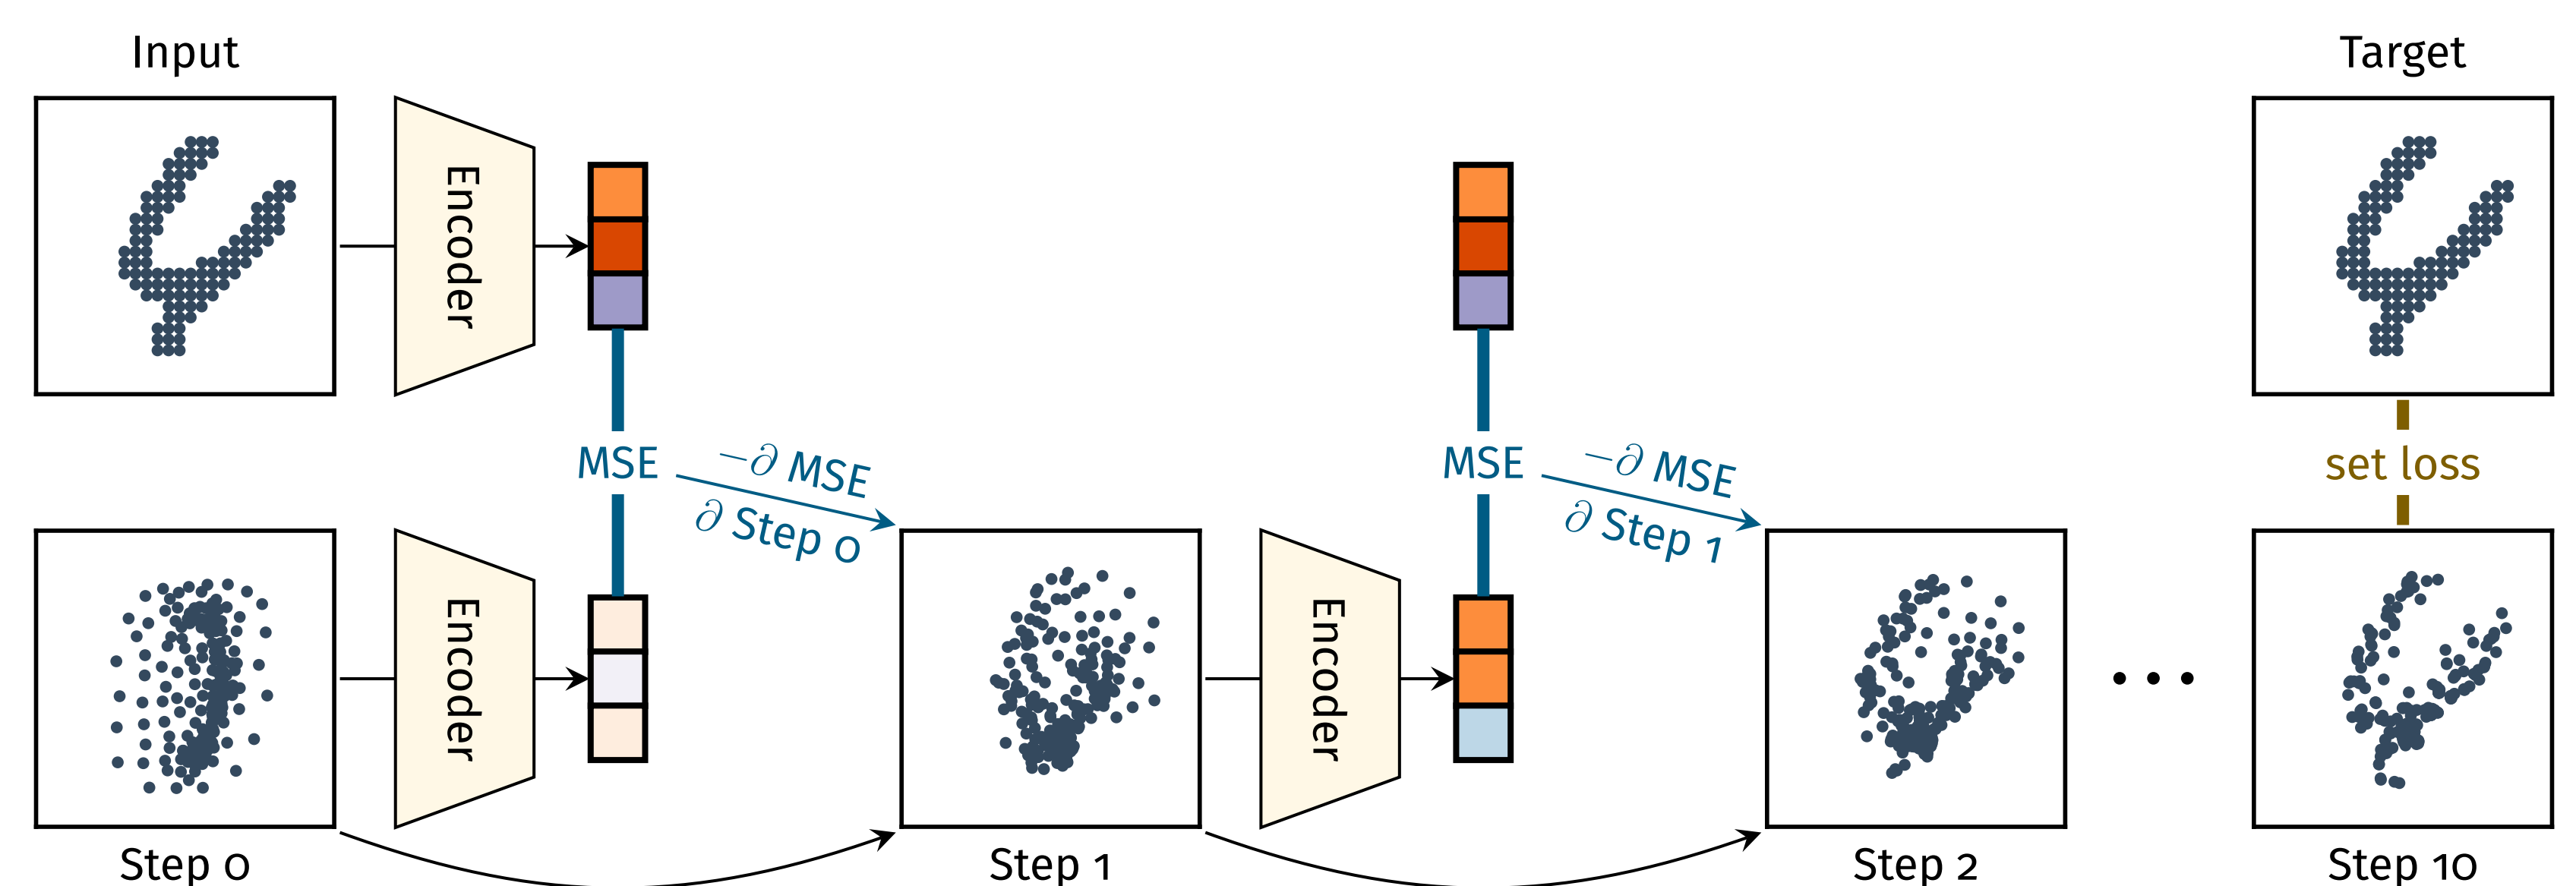 Input
Target
Encoder
MSE
−∂ MSE
∂ Step 0
MSE
−∂ MSE
∂ Step 1
set loss
Encoder
Encoder
Step 0
Step 1
Step 2
Step 10